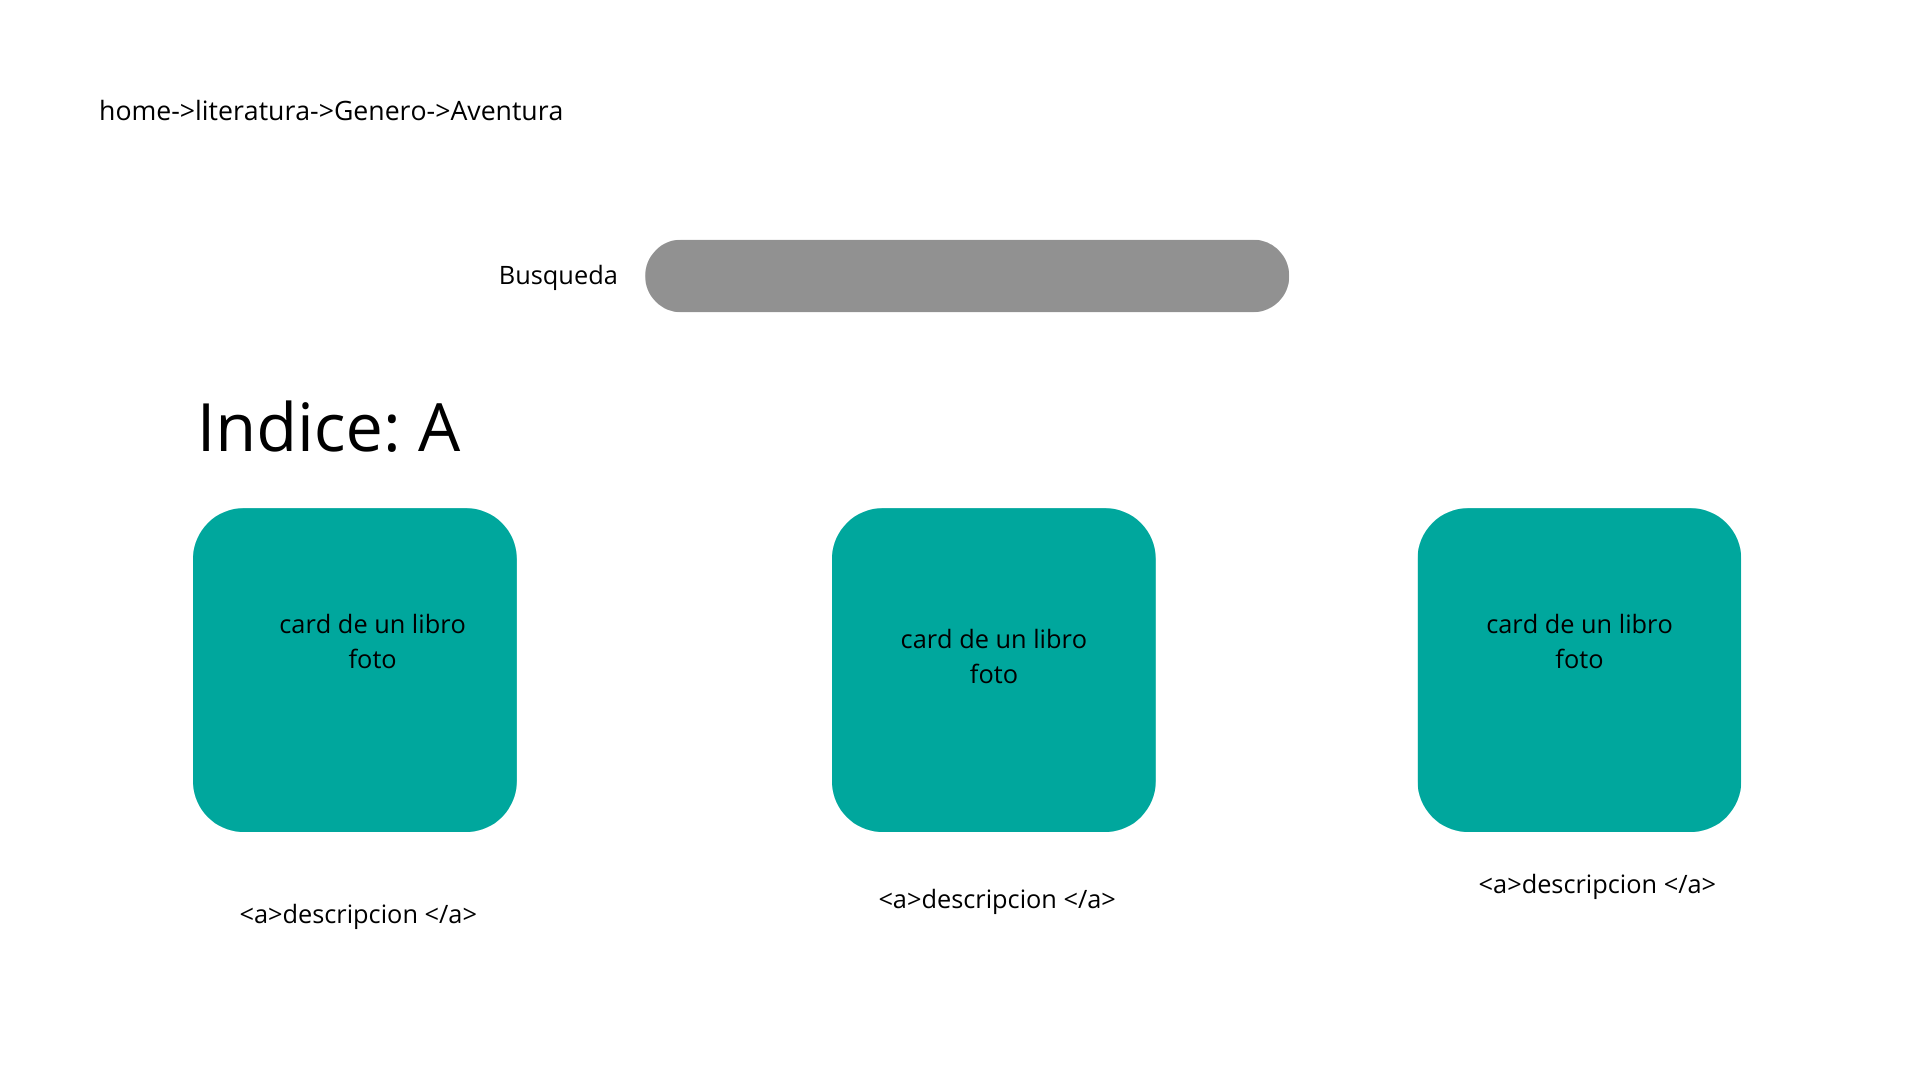 home->literatura->Genero->Aventura
Busqueda
Indice: A
card de un libro
foto
card de un libro
foto
card de un libro
foto
<a>descripcion </a>
<a>descripcion </a>
<a>descripcion </a>